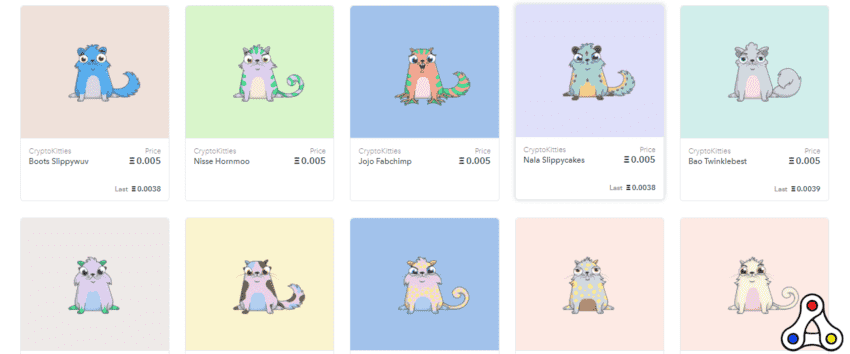 CryptoKitties Price
Boots Slippywuv Ξ 0.005
Last Ξ 0.0038
CryptoKitties Price
Nisse Hornmoo Ξ 0.005
CryptoKitties Price
Jojo Fabchimp Ξ 0.005
CryptoKitties Price
Nala Slippycakes Ξ 0.005
Last Ξ 0.0038
CryptoKitties Price
Bao Twinklebest Ξ 0.005
Last Ξ 0.0039